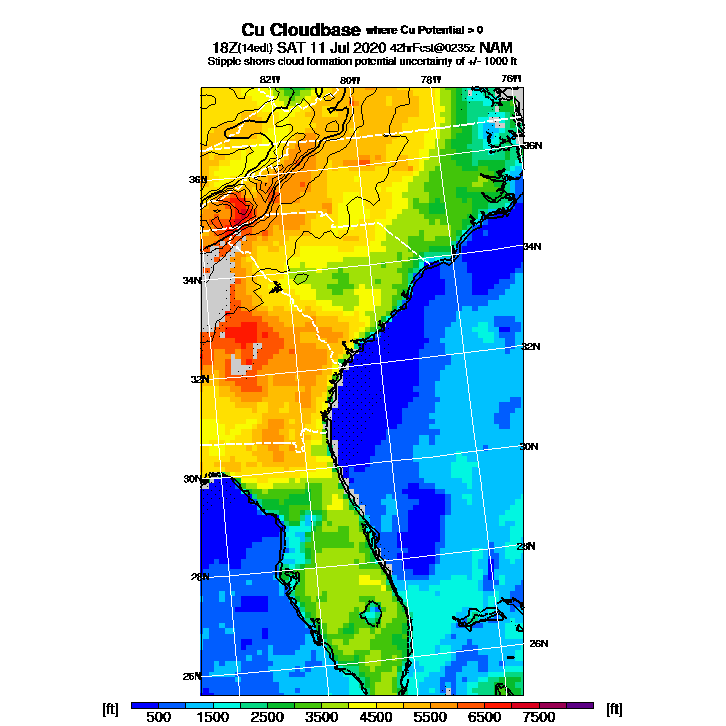 Cu Cloudbase where Cu Potential > 0
18Z(14edt) SAT 11 Jul 2020 42hrFcst@0235z NAM
Stipple shows cloud formation potential uncertainty of +/- 1000 ft
82W 80W 78W 76W
36N
36N
34N
34N
32N
32N
30N
30N
28N
28N
26N
26N
[ft] 500 1500 2500 3500 4500 5500 6500 7500 [ft]